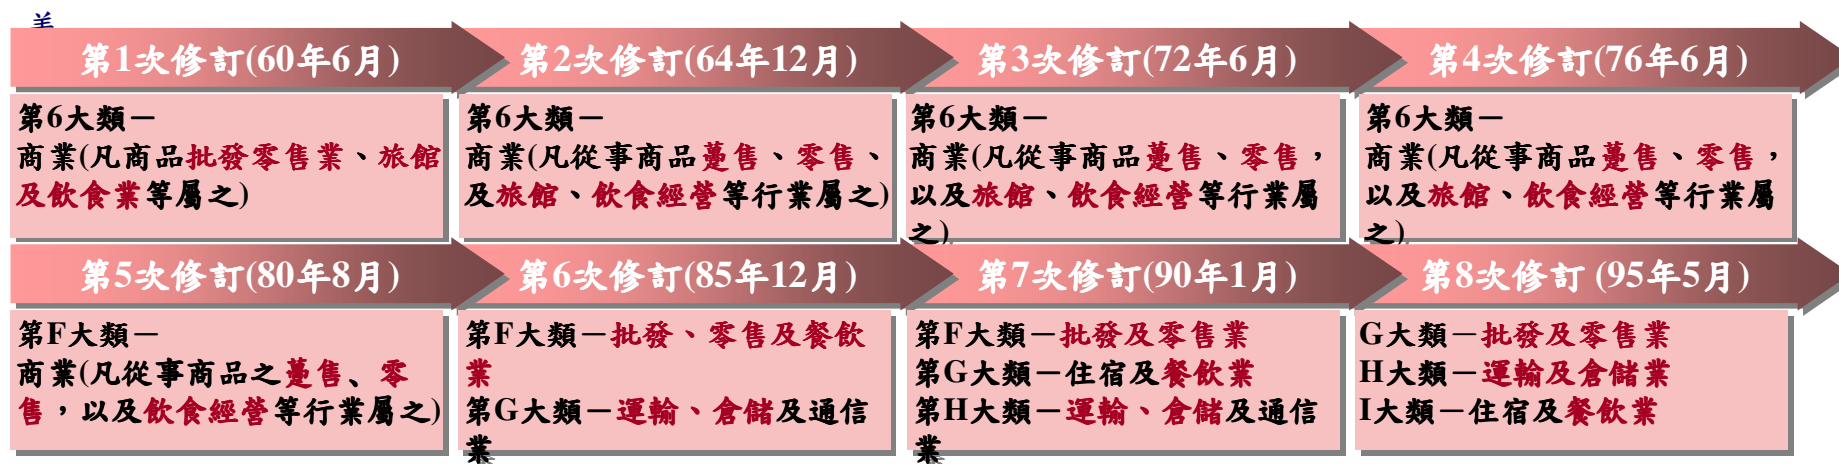 第1次修訂(60年6月)
第2次修訂(64年12月)
第3次修訂(72年6月)
第4次修訂(76年6月)
第6大類－
商業(凡商品批發零售業、旅館
及飲食業等屬之)
第6大類－
商業(凡從事商品躉售、零售、
及旅館、飲食經營等行業屬之)
第6大類－
商業(凡從事商品躉售、零售，
以及旅館、飲食經營等行業屬
之)
第6大類－
商業(凡從事商品躉售、零售，
以及旅館、飲食經營等行業屬
之)
第5次修訂(80年8月)
第6次修訂(85年12月)
第7次修訂(90年1月)
第8次修訂 (95年5月)
第F大類－
商業(凡從事商品之躉售、零
售，以及飲食經營等行業屬之)
第F大類－批發、零售及餐飲
業
第G大類－運輸、倉儲及通信
業
第F大類－批發及零售業
第G大類－住宿及餐飲業
第H大類－運輸、倉儲及通信
業
G大類－批發及零售業
H大類－運輸及倉儲業
I大類－住宿及餐飲業